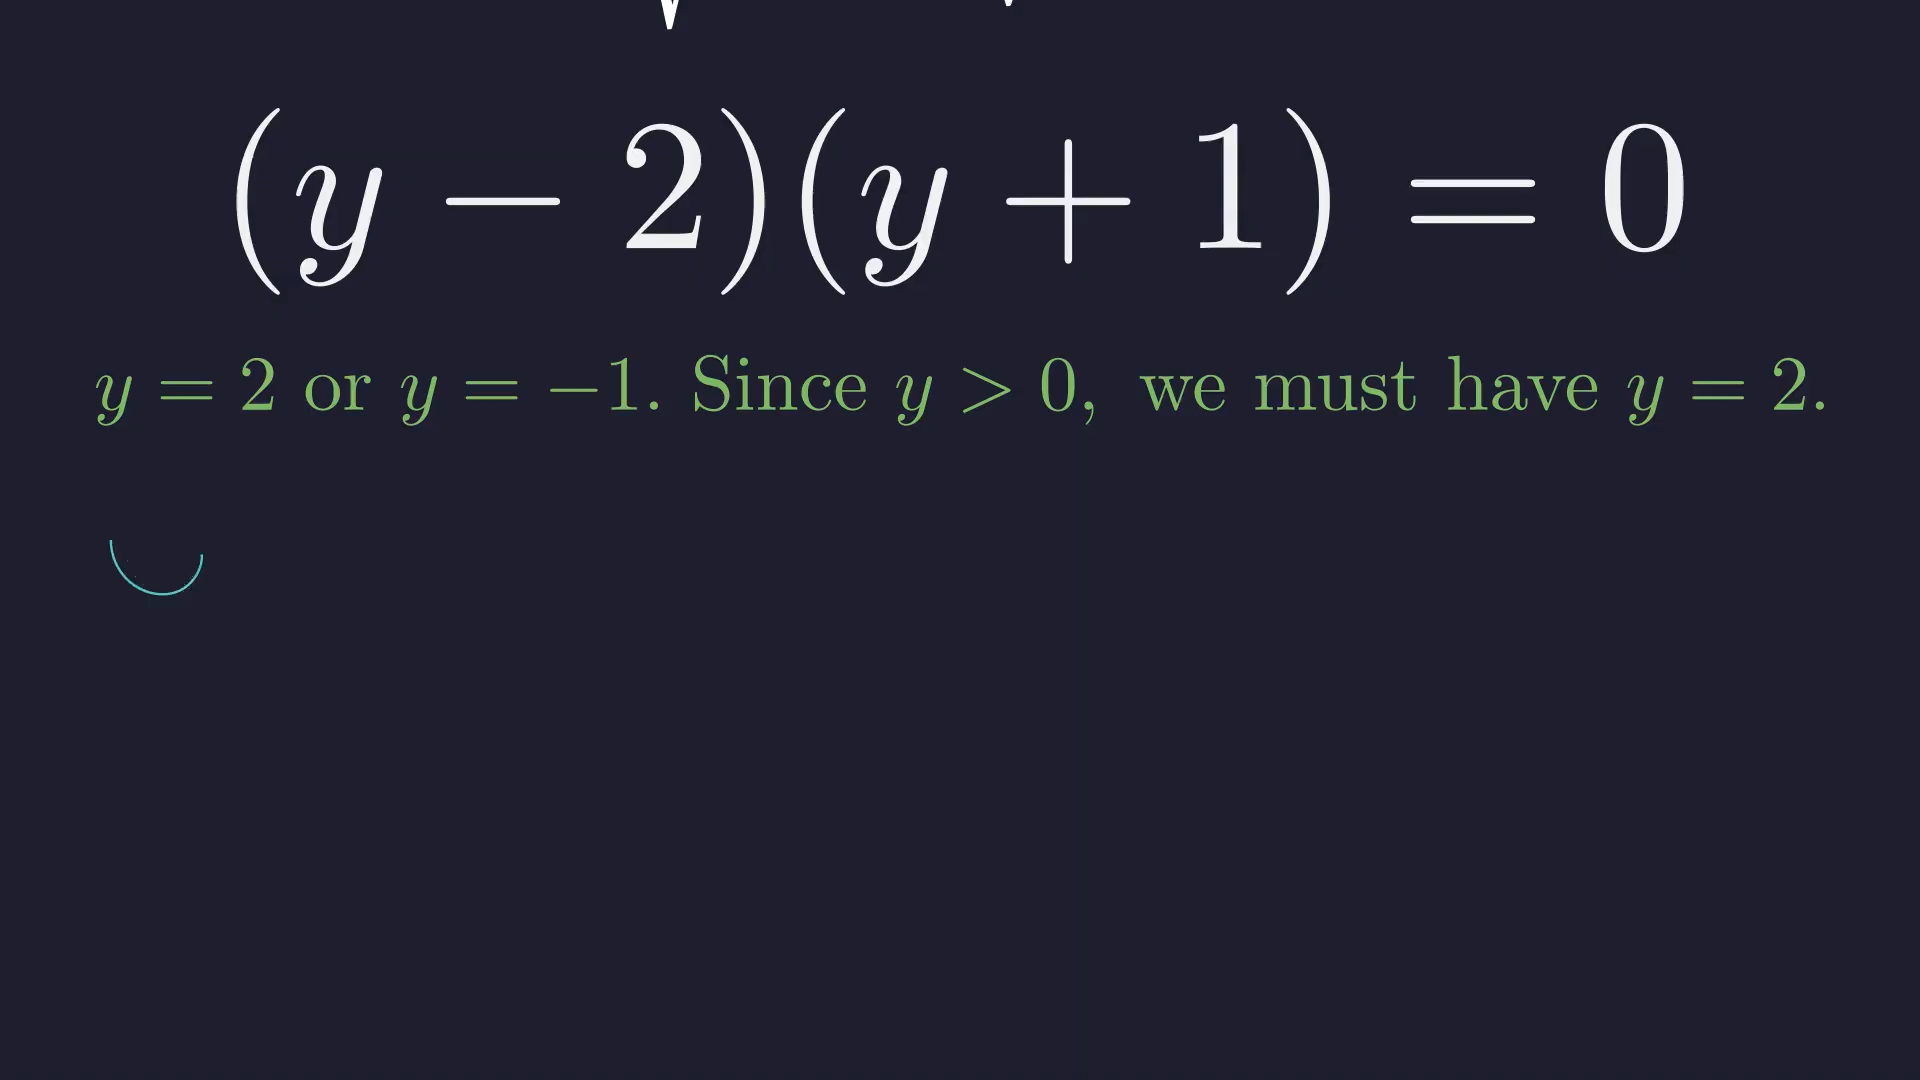 (y − 2)(y + 1) = 0
y = 2 or y = −1. Since y > 0, we must have y = 2.